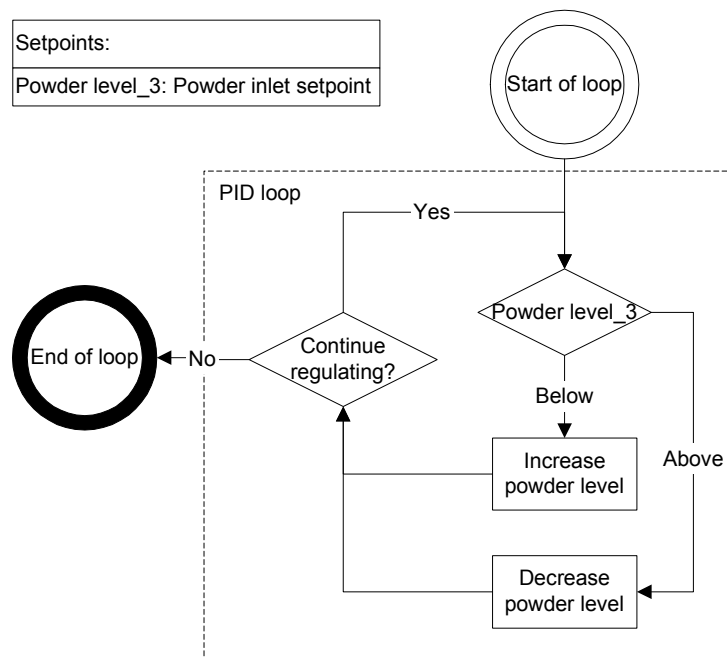 Setpoints:
Powder level_3: Powder inlet setpoint
Start of loop
PID loop
Yes
Powder level_3
End of loop
No
Continue
regulating?
Below
Above
Increase
powder level
Decrease
powder level